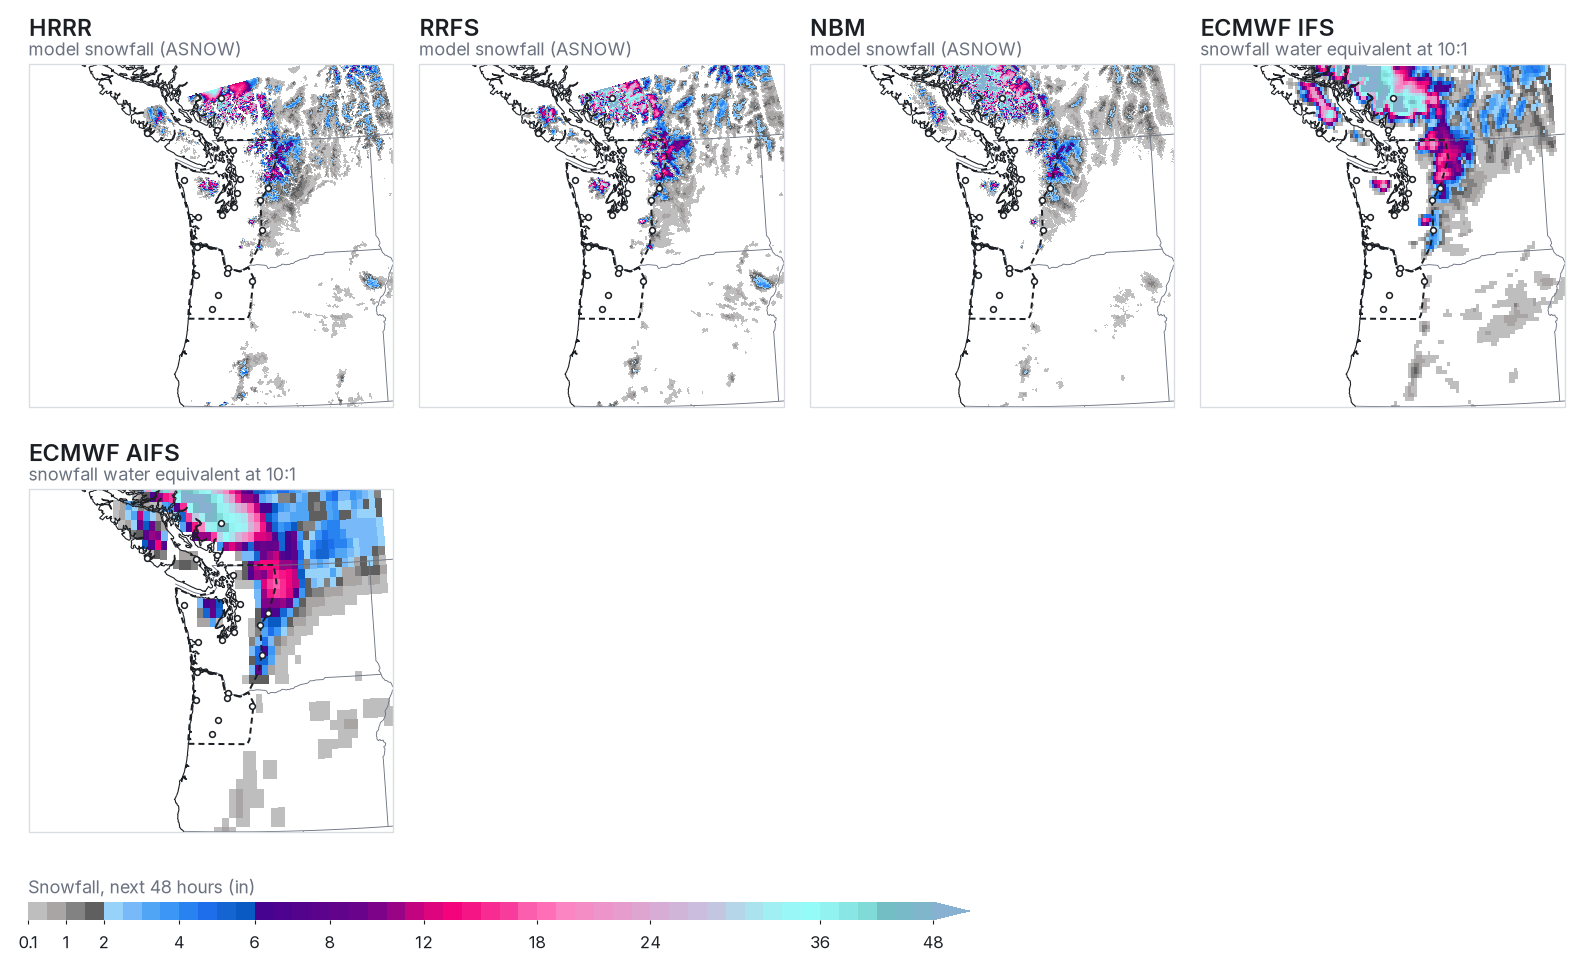 HRRR
model snowfall (ASNOW)
RRFS
model snowfall (ASNOW)
NBM
model snowfall (ASNOW)
ECMWF IFS
snowfall water equivalent at 10:1
ECMWF AIFS
snowfall water equivalent at 10:1
Snowfall, next 48 hours (in)
0.1 1 2 4 6 8 12 18 24 36 48